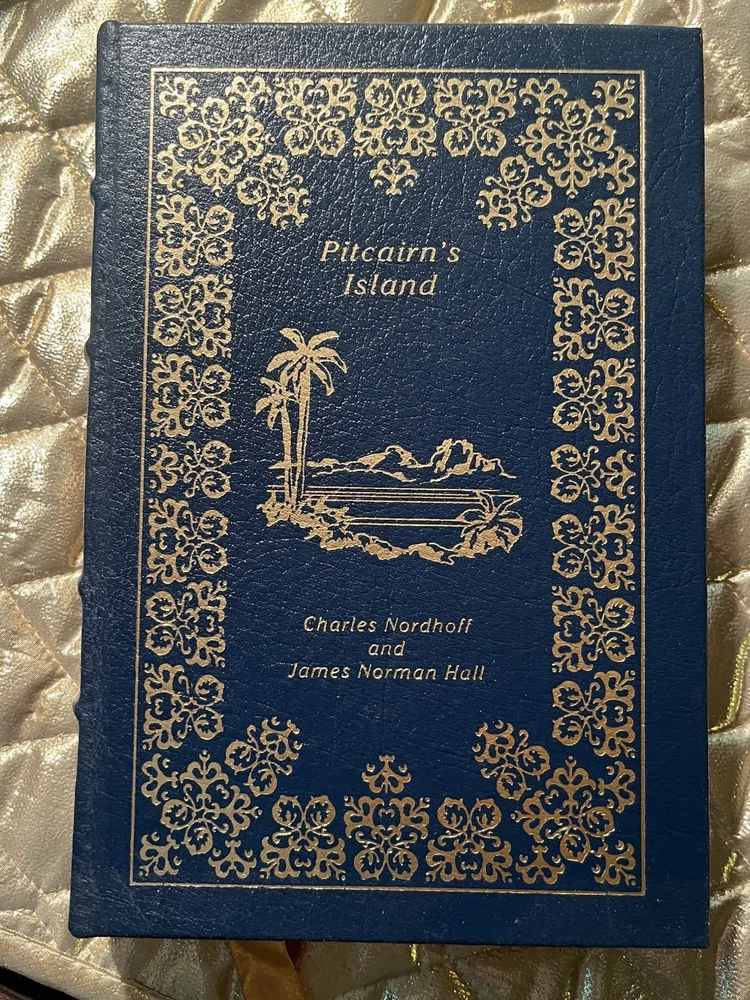 Pitcairn's
Island
Charles Nordhoff
and
James Norman Hall